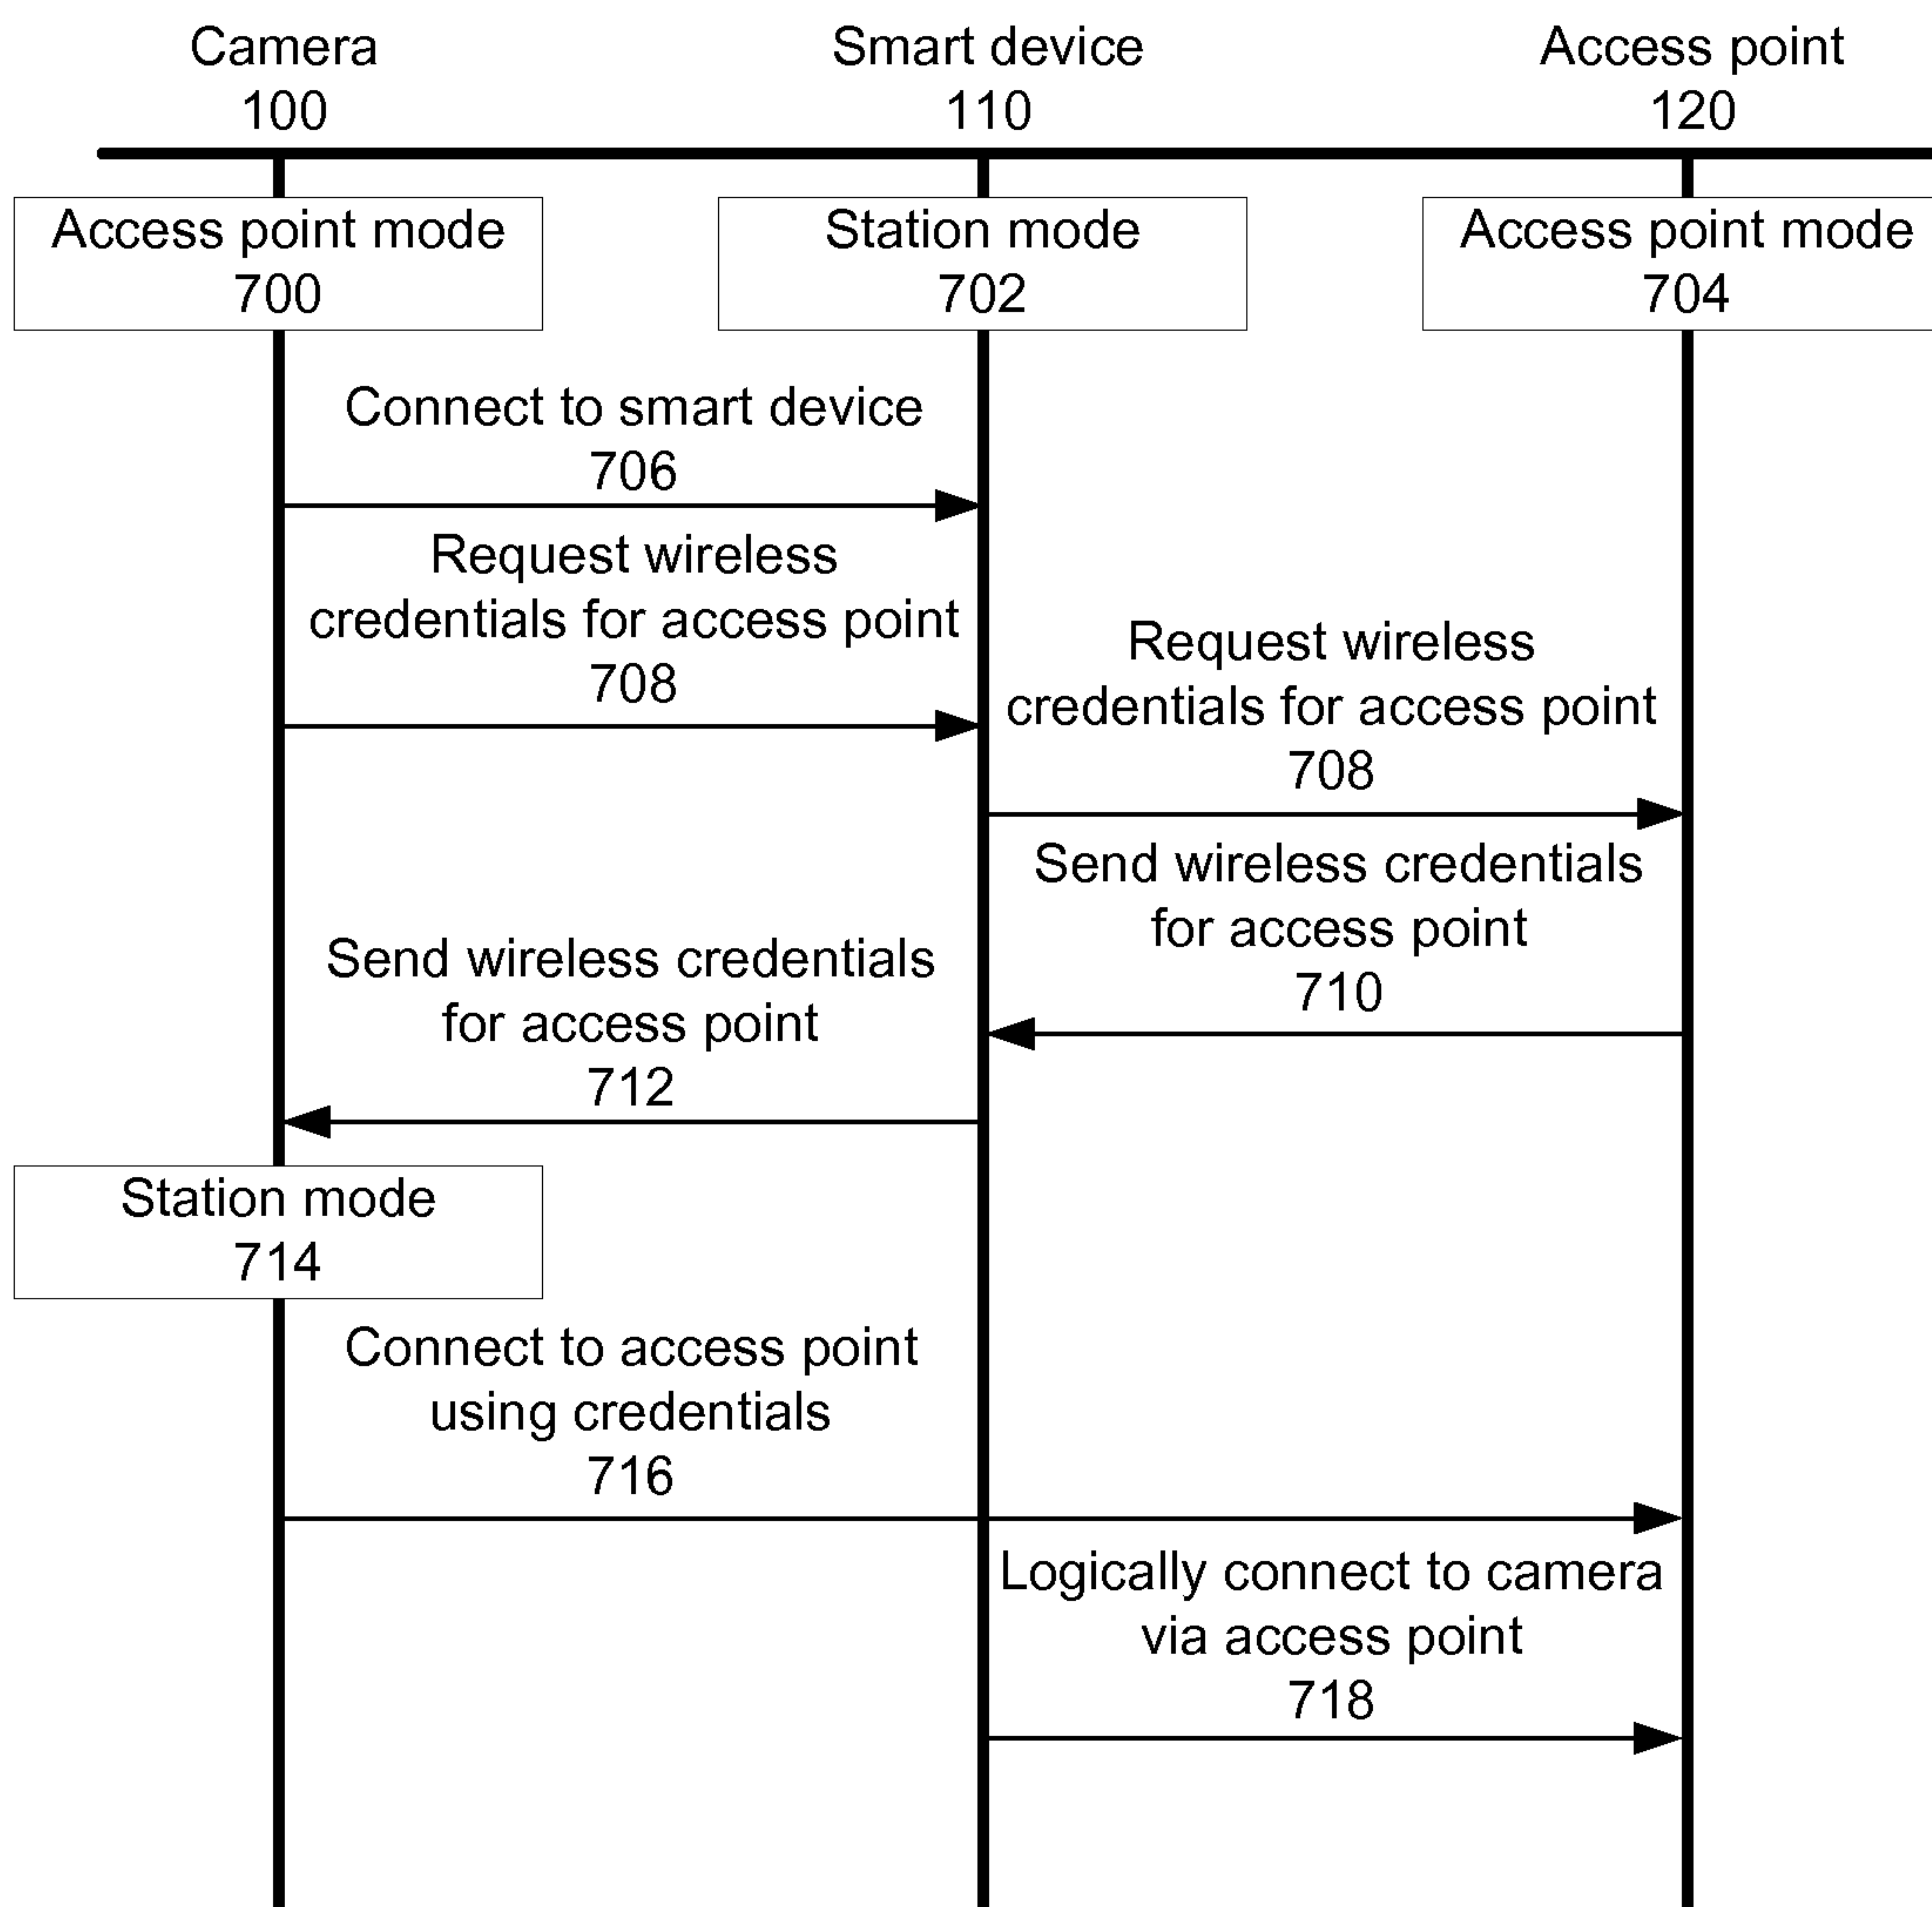 Camera
100
Smart device
110
Access point
120
Access point mode
700
Station mode
702
Access point mode
704
Connect to smart device
706
Request wireless
credentials for access point
708
Request wireless
credentials for access point
708
Send wireless credentials
for access point
710
Send wireless credentials
for access point
712
Station mode
714
Connect to access point
using credentials
716
Logically connect to camera
via access point
718